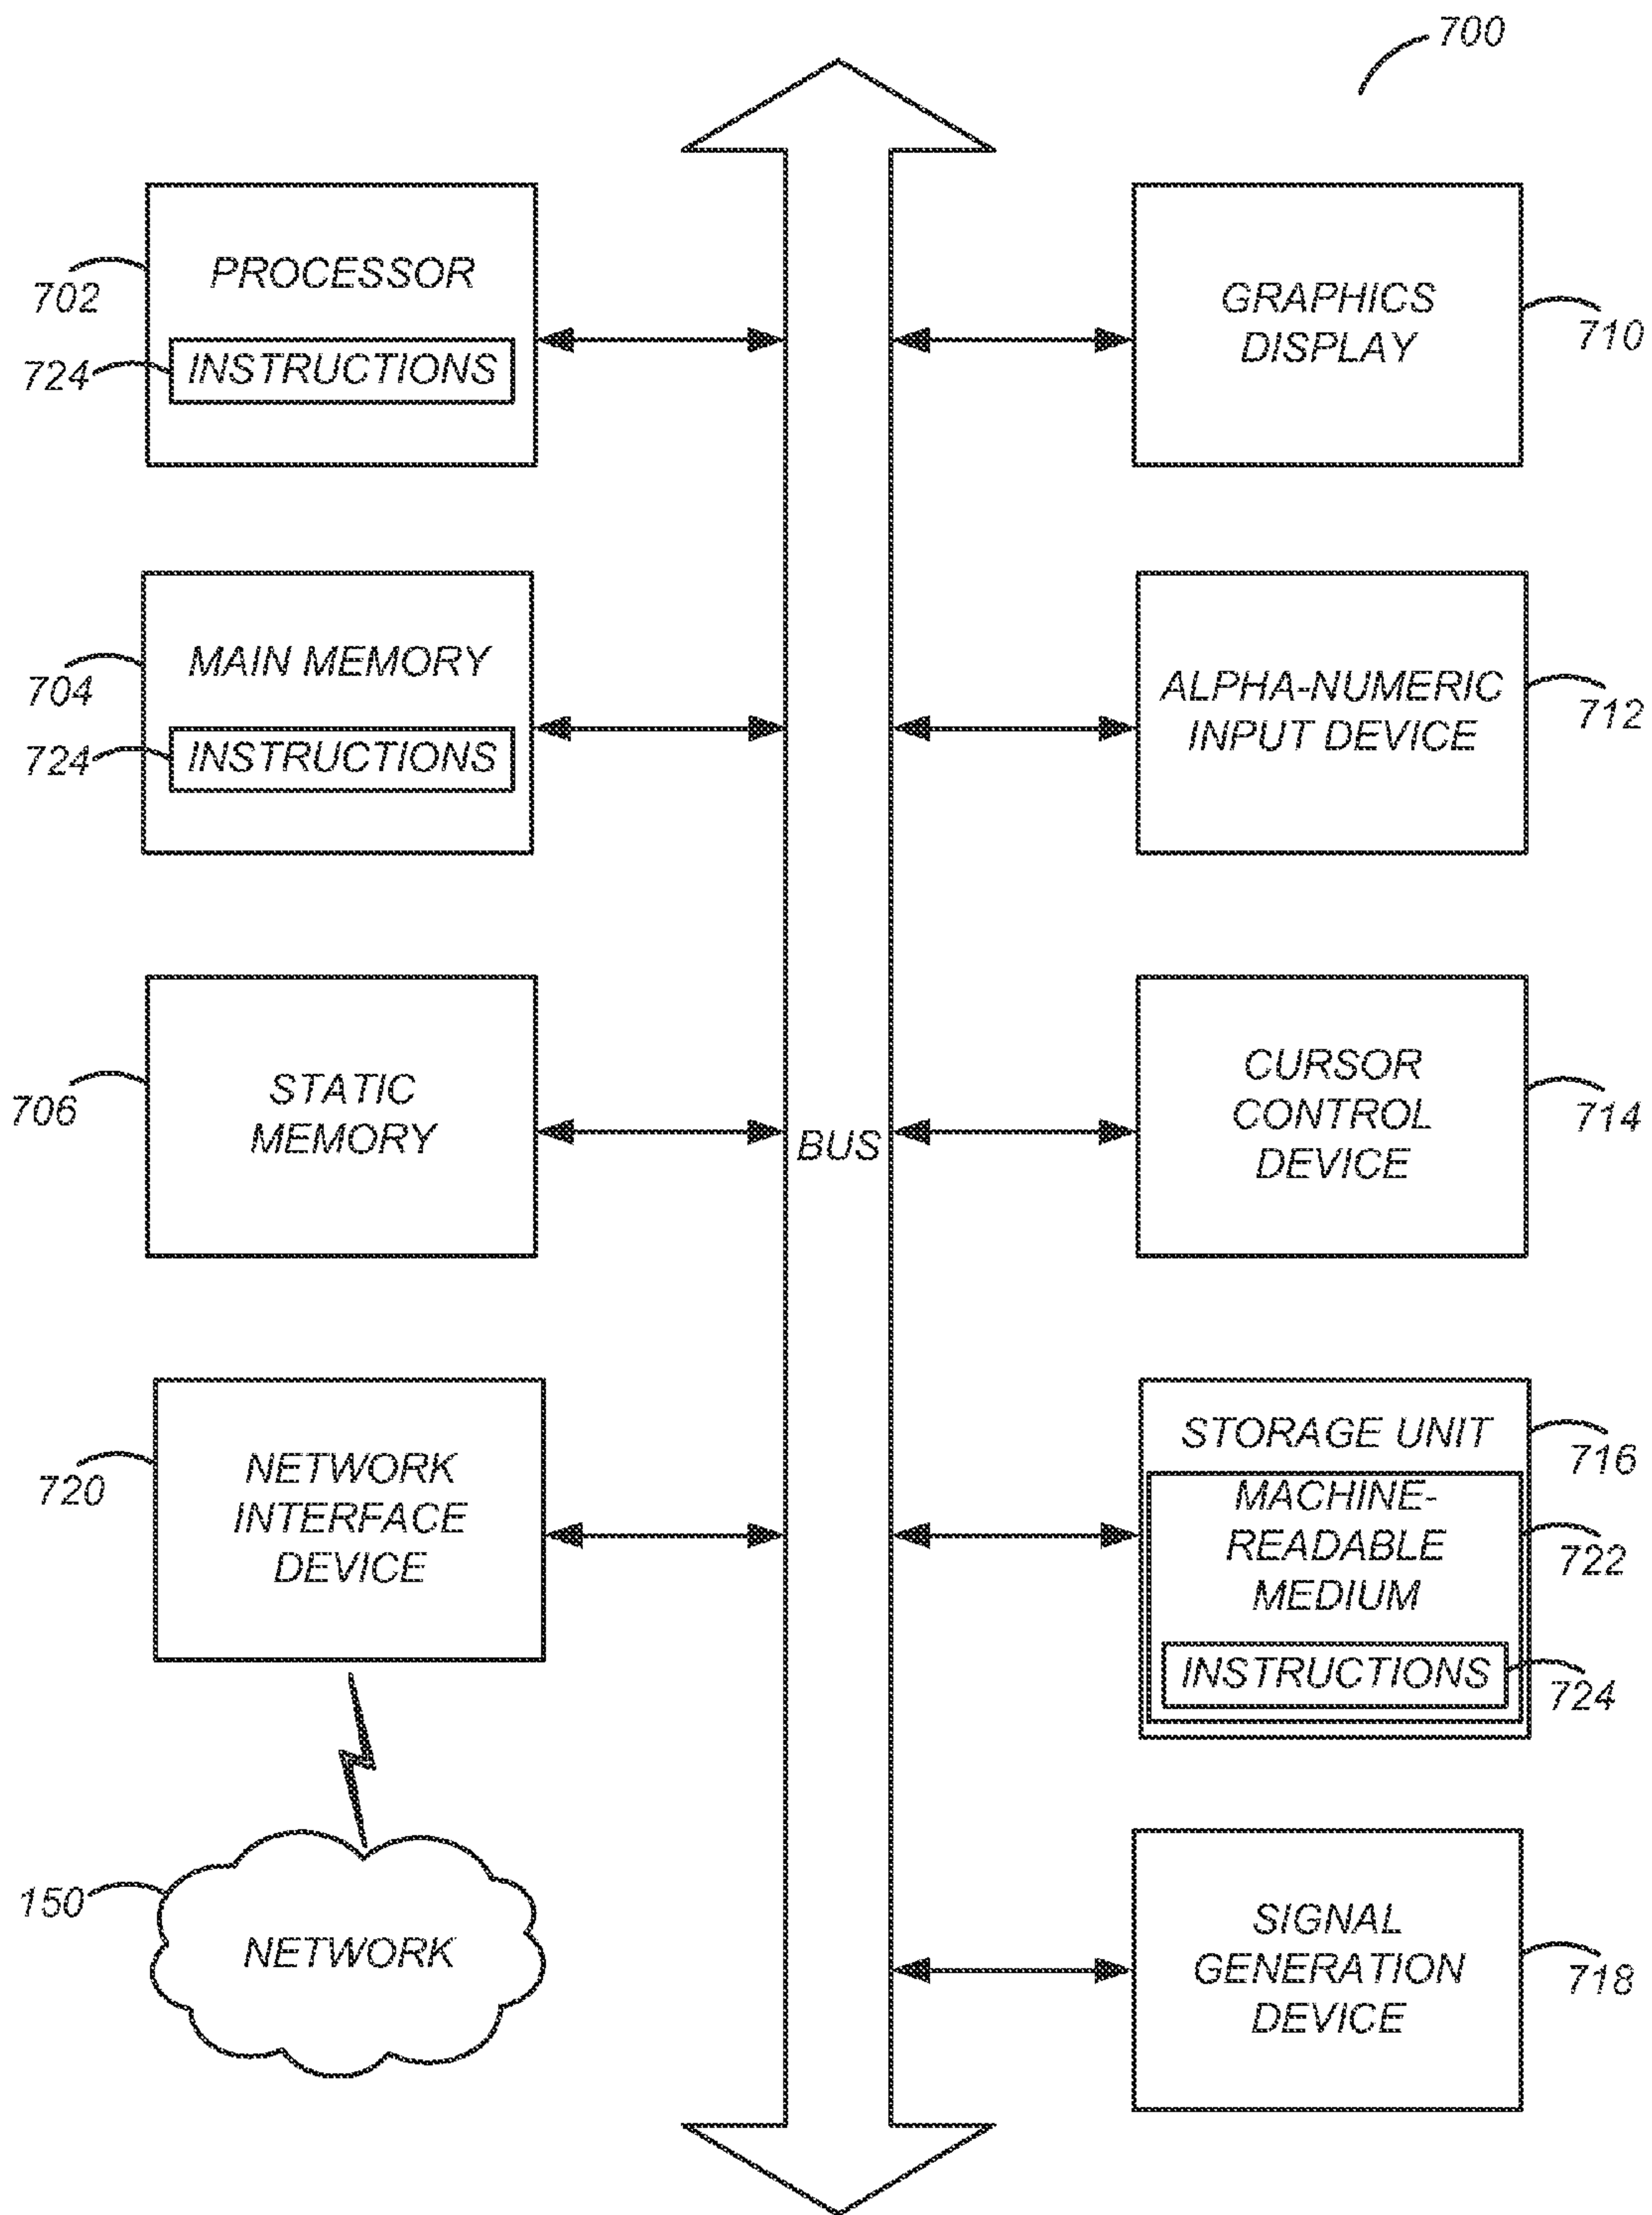 700
PROCESSOR
702
724
INSTRUCTIONS
GRAPHICS
DISPLAY
710
MAIN MEMORY
704
724
INSTRUCTIONS
ALPHA-NUMERIC
INPUT DEVICE
712
STATIC
MEMORY
706
BUS
CURSOR
CONTROL
DEVICE
714
NETWORK
INTERFACE
DEVICE
720
STORAGE UNIT
716
MACHINE-
READABLE
MEDIUM
722
INSTRUCTIONS
724
150
NETWORK
SIGNAL
GENERATION
DEVICE
718